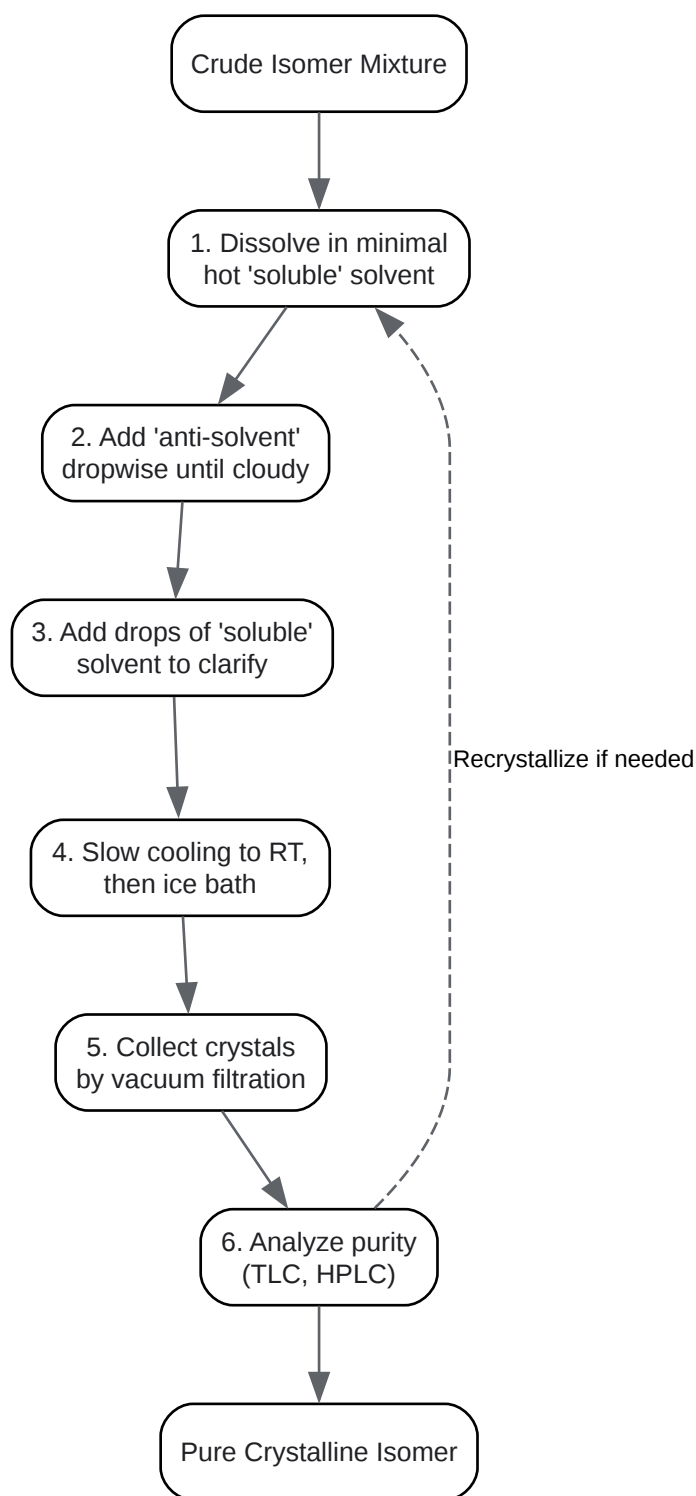 Crude Isomer Mixture
1. Dissolve in minimal
hot 'soluble' solvent
2. Add 'anti-solvent'
dropwise until cloudy
3. Add drops of 'soluble'
solvent to clarify
Recrystallize if needed
4. Slow cooling to RT,
then ice bath
5. Collect crystals
by vacuum filtration
6. Analyze purity
(TLC, HPLC)
Pure Crystalline Isomer